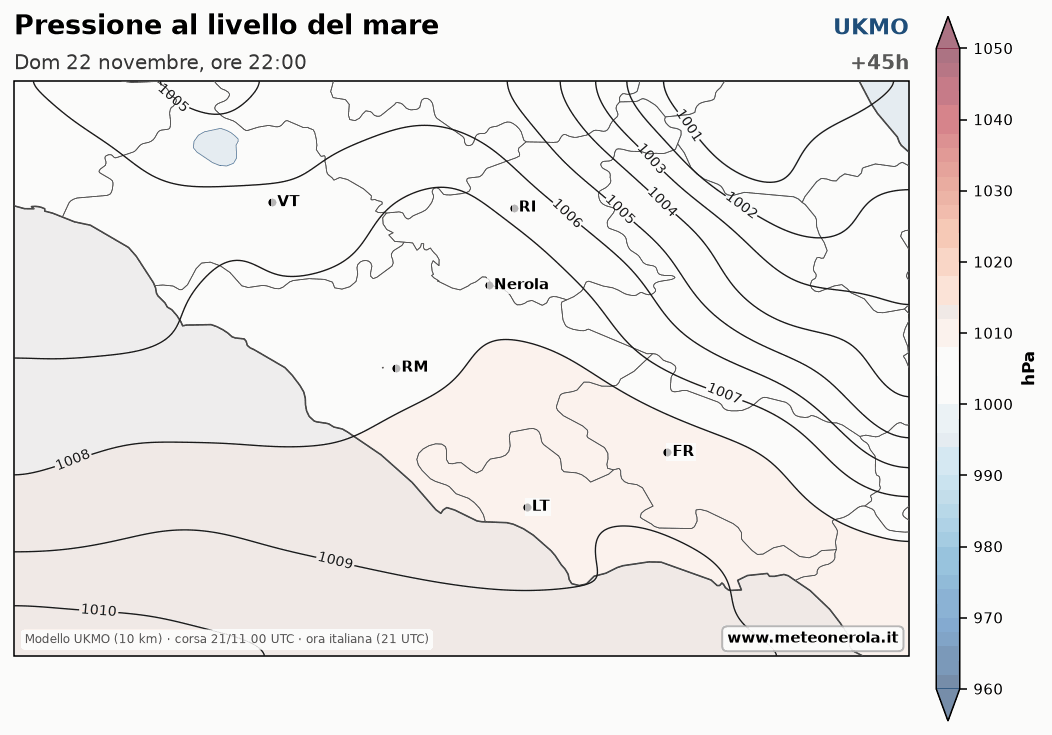 Pressione al livello del mare
UKMO
Dom 22 novembre, ore 22:00
+45h
1005
1001
1003
1002
1004
1005
1006
VT
RI
Nerola
RM
1007
1008
FR
LT
1009
1010
Modello UKMO (10 km) · corsa 21/11 00 UTC · ora italiana (21 UTC)
www.meteonerola.it
1050
1040
1030
1020
1010
1000
990
980
970
960
hPa